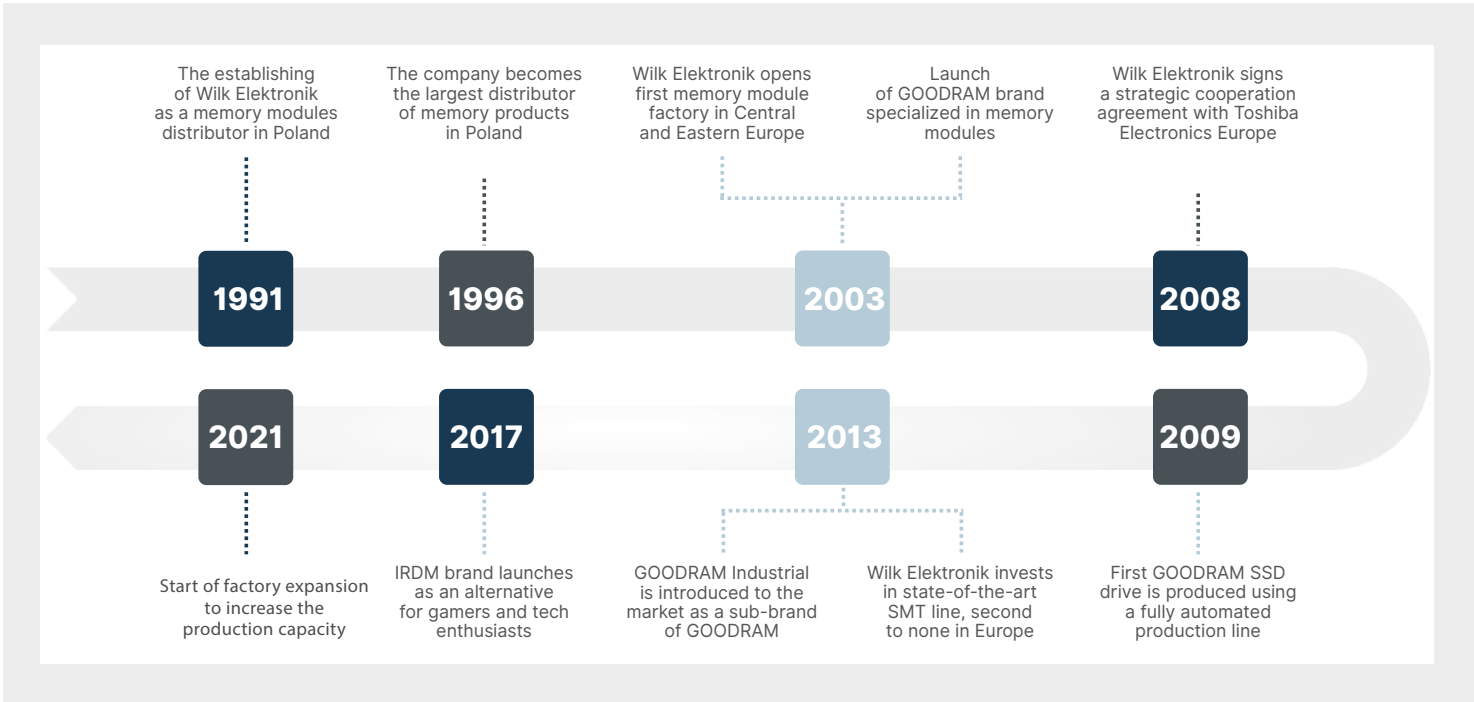 The establishing
of Wilk Elektronik
as a memory modules
distributor in Poland
The company becomes
the largest distributor
of memory products
in Poland
Wilk Elektronik opens
first memory module
factory in Central
and Eastern Europe
Launch
of GOODRAM brand
specialized in memory
modules
Wilk Elektronik signs
a strategic cooperation
agreement with Toshiba
Electronics Europe
1991
1996
2003
2008
2021
2017
2013
2009
Start of factory expansion
to increase the
production capacity
IRDM brand launches
as an alternative
for gamers and tech
enthusiasts
GOODRAM Industrial
is introduced to the
market as a sub-brand
of GOODRAM
Wilk Elektronik invests
in state-of-the-art
SMT line, second
to none in Europe
First GOODRAM SSD
drive is produced using
a fully automated
production line